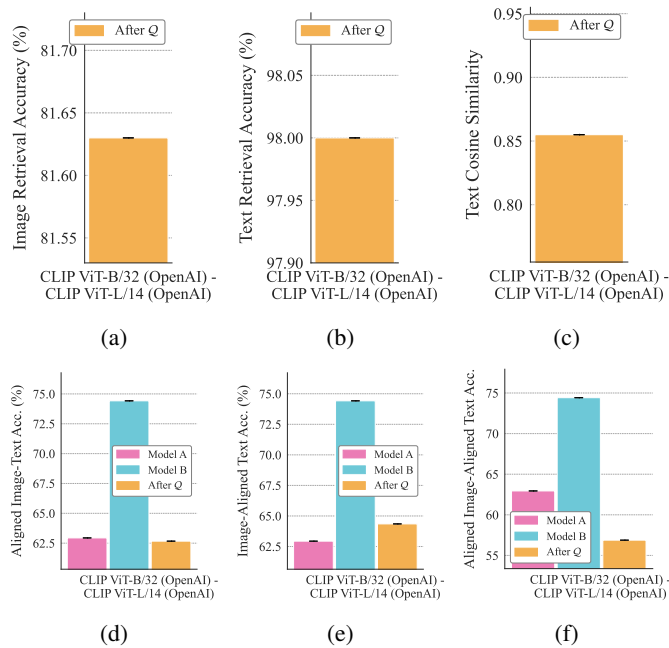 After Q
Image Retrieval Accuracy (%)
81.70
81.65
81.60
81.55
CLIP ViT-B/32 (OpenAI) -
CLIP ViT-L/14 (OpenAI)
(a)
After Q
Text Retrieval Accuracy (%)
98.05
98.00
97.95
97.90
CLIP ViT-B/32 (OpenAI) -
CLIP ViT-L/14 (OpenAI)
(b)
After Q
Text Cosine Similarity
0.95
0.90
0.85
0.80
CLIP ViT-B/32 (OpenAI) -
CLIP ViT-L/14 (OpenAI)
(c)
Aligned Image-Text Acc. (%)
75.0
72.5
70.0
67.5
65.0
62.5
Model A
Model B
After Q
CLIP ViT-B/32 (OpenAI) -
CLIP ViT-L/14 (OpenAI)
(d)
Image-Aligned Text Acc. (%)
75.0
72.5
70.0
67.5
65.0
62.5
Model A
Model B
After Q
CLIP ViT-B/32 (OpenAI) -
CLIP ViT-L/14 (OpenAI)
(e)
Aligned Image-Aligned Text Acc.
75
70
65
60
55
Model A
Model B
After Q
CLIP ViT-B/32 (OpenAI) -
CLIP ViT-L/14 (OpenAI)
(f)